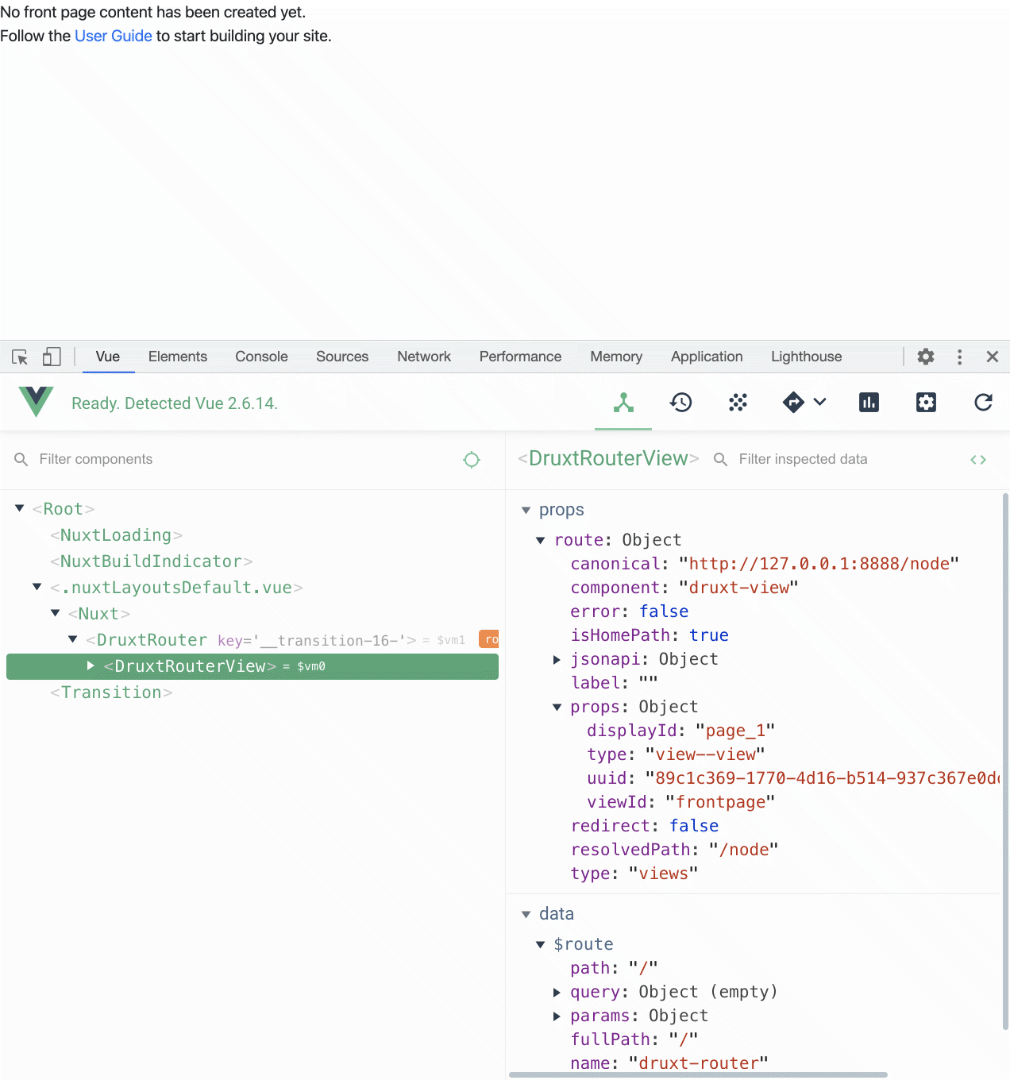 No front page content has been created yet.
Follow the User Guide to start building your site.
Vue Elements Console Sources Network Performance Memory Application Lighthouse
Ready. Detected Vue 2.6.14.
Filter components
<Root>
<NuxtLoading>
<NuxtBuildIndicator>
<.nuxtLayoutsDefault.vue>
<Nuxt>
<DruxtRouter key='__transition-16-'> = $vm1 ro
<DruxtRouterView> = $vm0
<Transition>
<DruxtRouterView> Filter inspected data < >
props
route: Object
canonical: "http://127.0.0.1:8888/node"
component: "druxt-view"
error: false
isHomePath: true
jsonapi: Object
label: ""
props: Object
displayId: "page_1"
type: "view--view"
uuid: "89c1c369-1770-4d16-b514-937c367e0d
viewId: "frontpage"
redirect: false
resolvedPath: "/node"
type: "views"
data
$route
path: "/"
query: Object (empty)
params: Object
fullPath: "/"
name: "druxt-router"